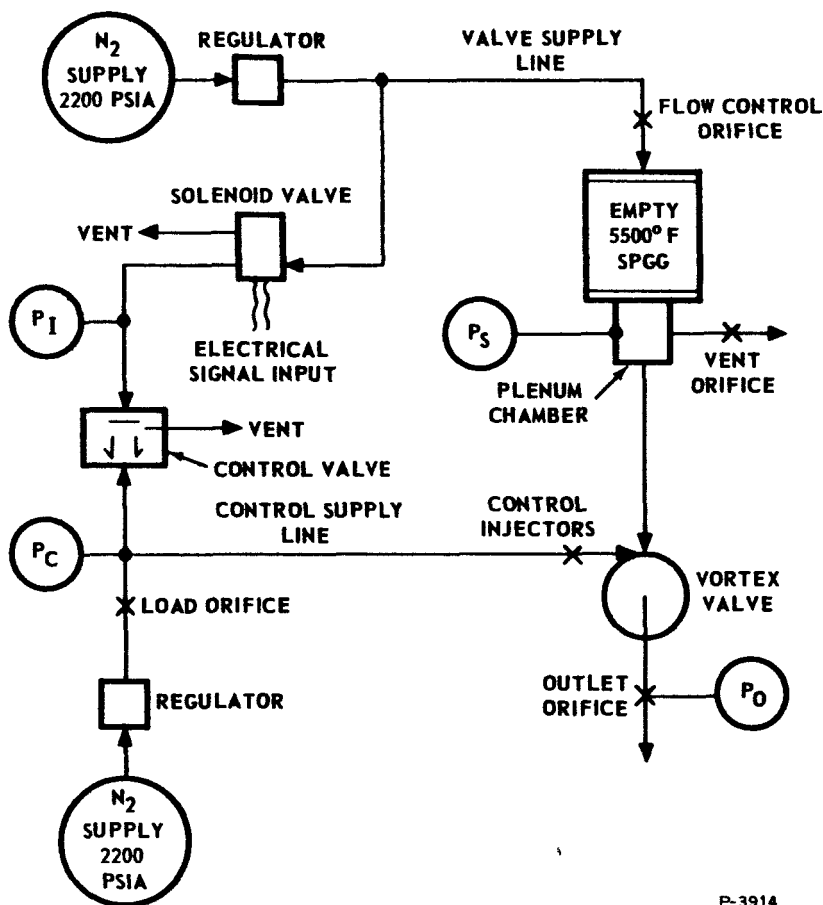 N2
SUPPLY
2200 PSIA
REGULATOR
VALVE SUPPLY
LINE
FLOW CONTROL
ORIFICE
SOLENOID VALVE
VENT
EMPTY
5500° F
SPGG
PI
ELECTRICAL
SIGNAL INPUT
PS
VENT
ORIFICE
PLENUM
CHAMBER
VENT
CONTROL VALVE
CONTROL SUPPLY
LINE
CONTROL
INJECTORS
PC
VORTEX
VALVE
LOAD ORIFICE
REGULATOR
OUTLET
ORIFICE
PO
N2
SUPPLY
2200
PSIA
P-3914